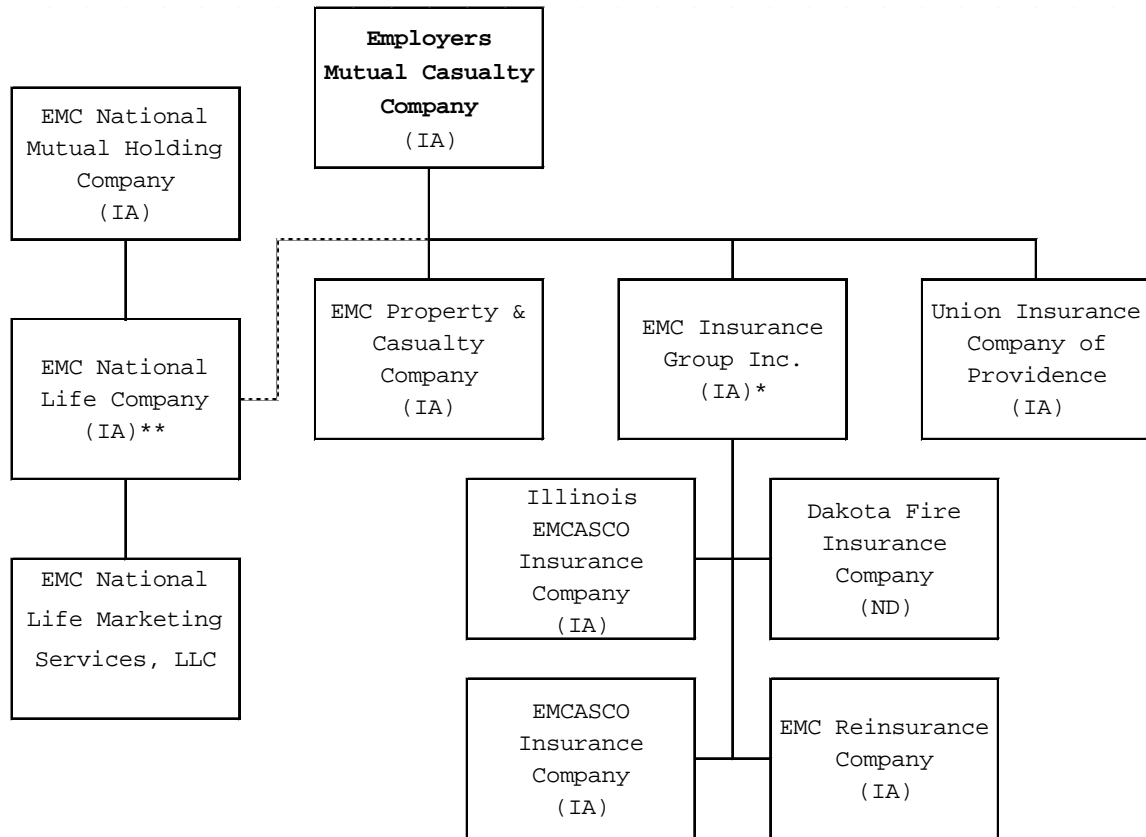 Employers
Mutual Casualty
Company
(IA)
EMC National
Mutual Holding
Company
(IA)
EMC Property &
Casualty
Company
(IA)
EMC Insurance
Group Inc.
(IA)*
Union Insurance
Company of
Providence
(IA)
EMC National
Life Company
(IA)**
Illinois
EMCASCO
Insurance
Company
(IA)
Dakota Fire
Insurance
Company
(ND)
EMC National
Life Marketing
Services, LLC
EMCASCO
Insurance
Company
(IA)
EMC Reinsurance
Company
(IA)